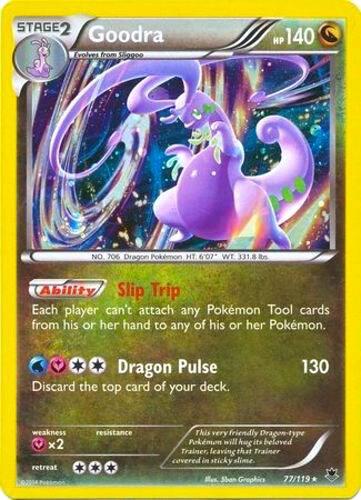 STAGE2
Goodra
HP140
Evolves from Sliggoo
NO. 706 Dragon Pokémon HT. 6'07" WT. 331.8 lbs.
Ability Slip Trip
Each player can't attach any Pokémon Tool cards
from his or her hand to any of his or her Pokémon.
Dragon Pulse 130
Discard the top card of your deck.
weakness resistance
×2
retreat
This very friendly Dragon-type
Pokémon will hug its beloved
Trainer, leaving that Trainer
covered in sticky slime.
©2014 Pokémon
Illus. 5ban Graphics
77/119★